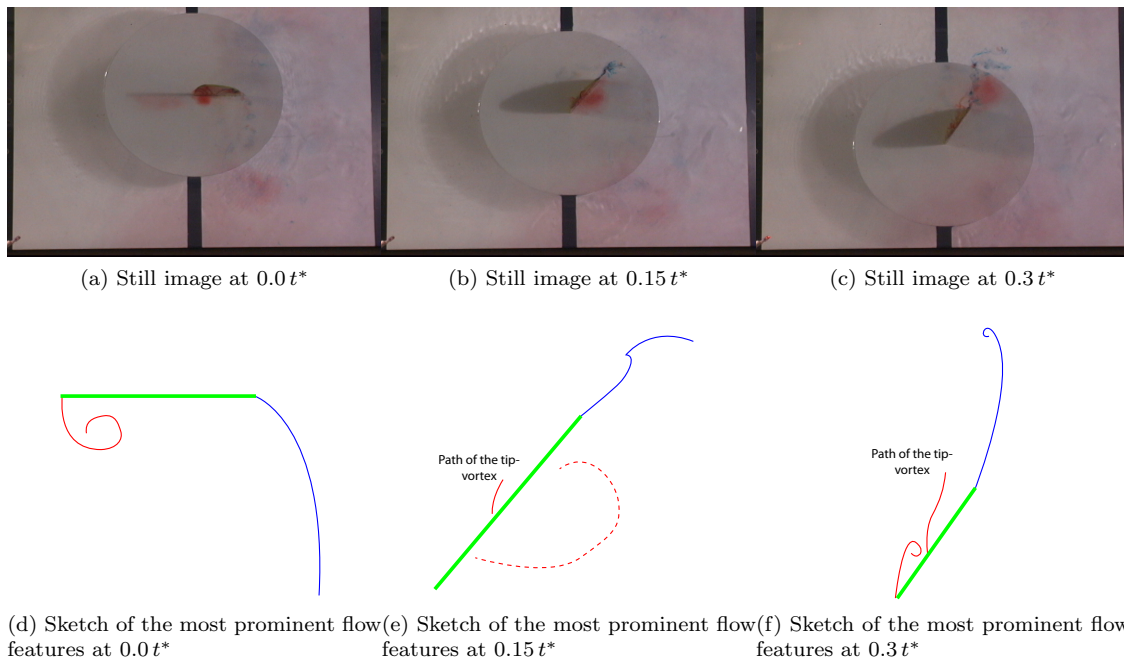 (a) Still image at 0.0 t*
(b) Still image at 0.15 t*
(c) Still image at 0.3 t*
Path of the tip-
vortex
Path of the tip-
vortex
(d) Sketch of the most prominent flow
features at 0.0 t*
(e) Sketch of the most prominent flow
features at 0.15 t*
(f) Sketch of the most prominent flow
features at 0.3 t*